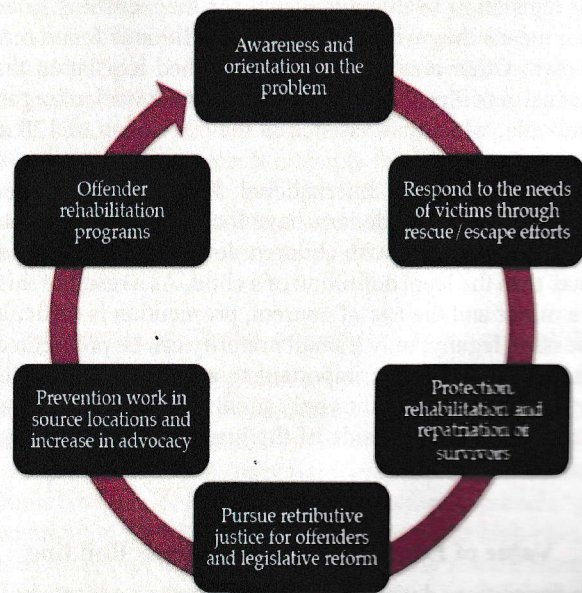 Awareness and
orientation on the
problem
Respond to the needs
of victims through
rescue/escape efforts
Protection,
rehabilitation and
repatriation of
survivors
Pursue retributive
justice for offenders
and legislative reform
Prevention work in
source locations and
increase in advocacy
Offender
rehabilitation
programs